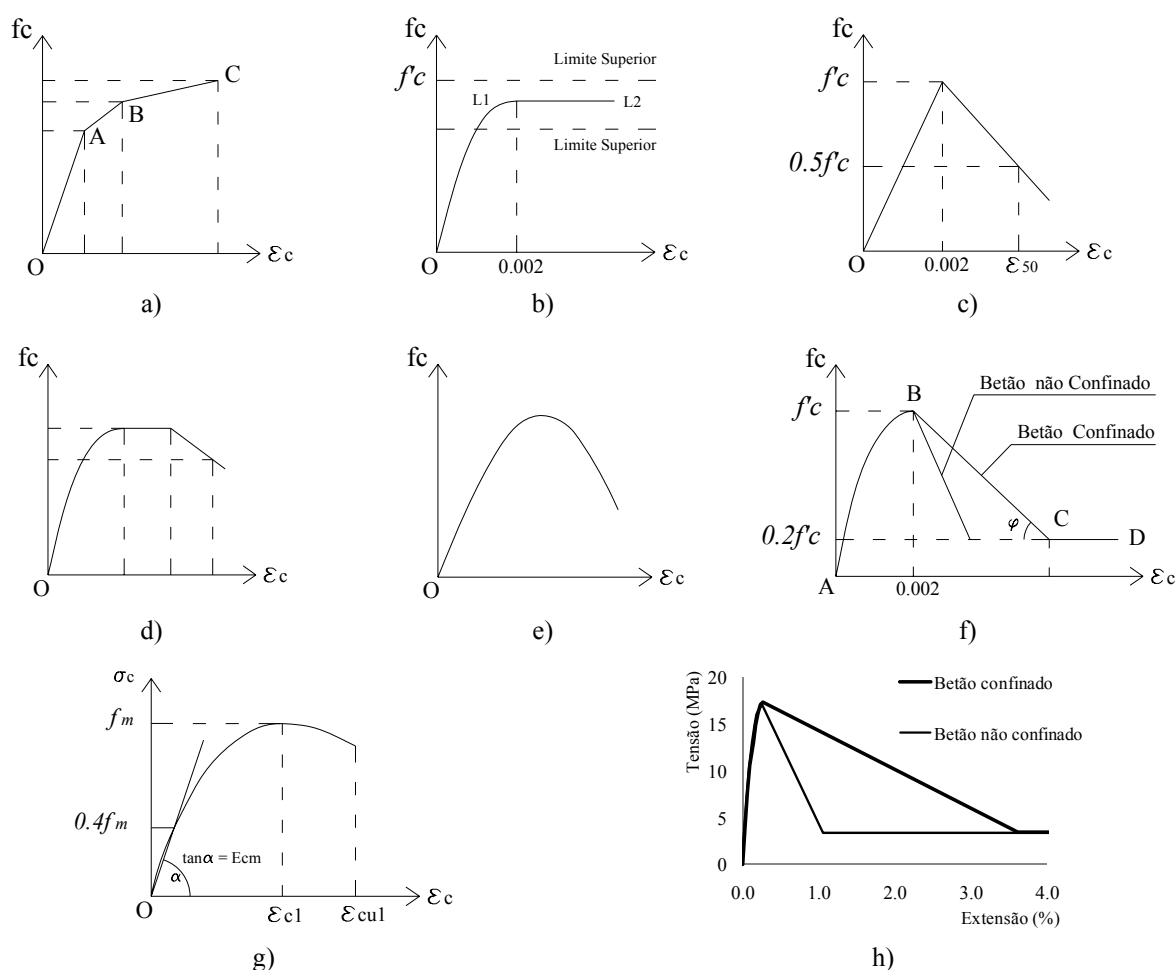 fc
C
B
A
O
εc
a)
fc
Limite Superior
f'c
L1
L2
Limite Superior
0.002
εc
O
b)
fc
f'c
0.5f'c
O
0.002
ε50
εc
c)
fc
O
εc
d)
fc
O
εc
e)
fc
Betão não Confinado
f'c
B
Betão Confinado
φ
C
0.2f'c
D
A
0.002
εc
f)
σc
fm
0.4fm
tanα = Ecm
α
O
εc1
εcu1
εc
g)
20
Betão confinado
15
Betão não confinado
Tensão (MPa)
10
5
0
0.0 1.0 2.0 3.0 4.0
Extensão (%)
h)